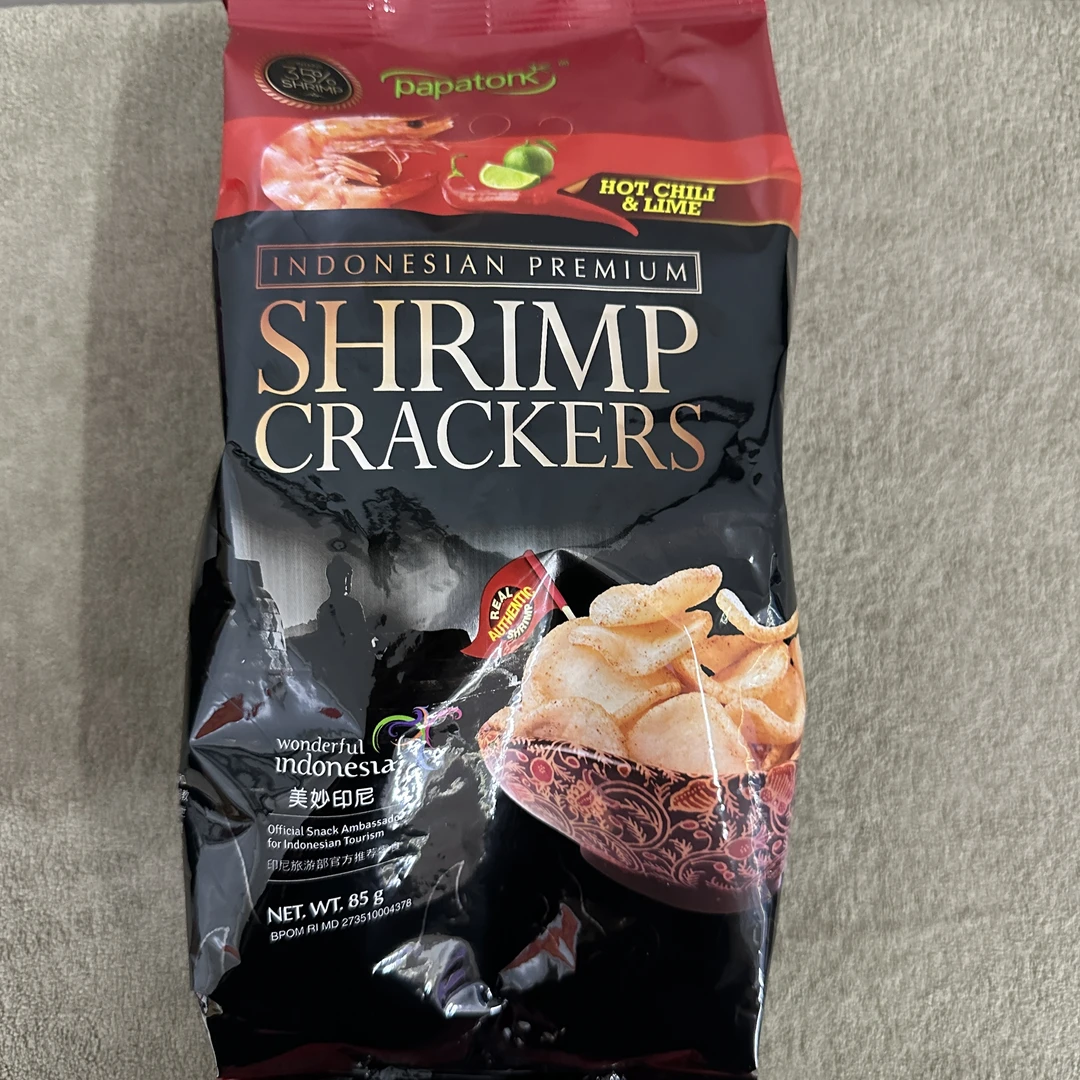 35%
SHRIMP
papatonk
®
HOT CHILI
& LIME
INDONESIAN PREMIUM
SHRIMP
CRACKERS
REAL
AUTHENTIC
SHRIMP
wonderful
indonesia
美妙印尼
Official Snack Ambassador
for Indonesian Tourism
印尼旅游部官方推荐
NET. WT. 85 g
BPOM RI MD 273510004378